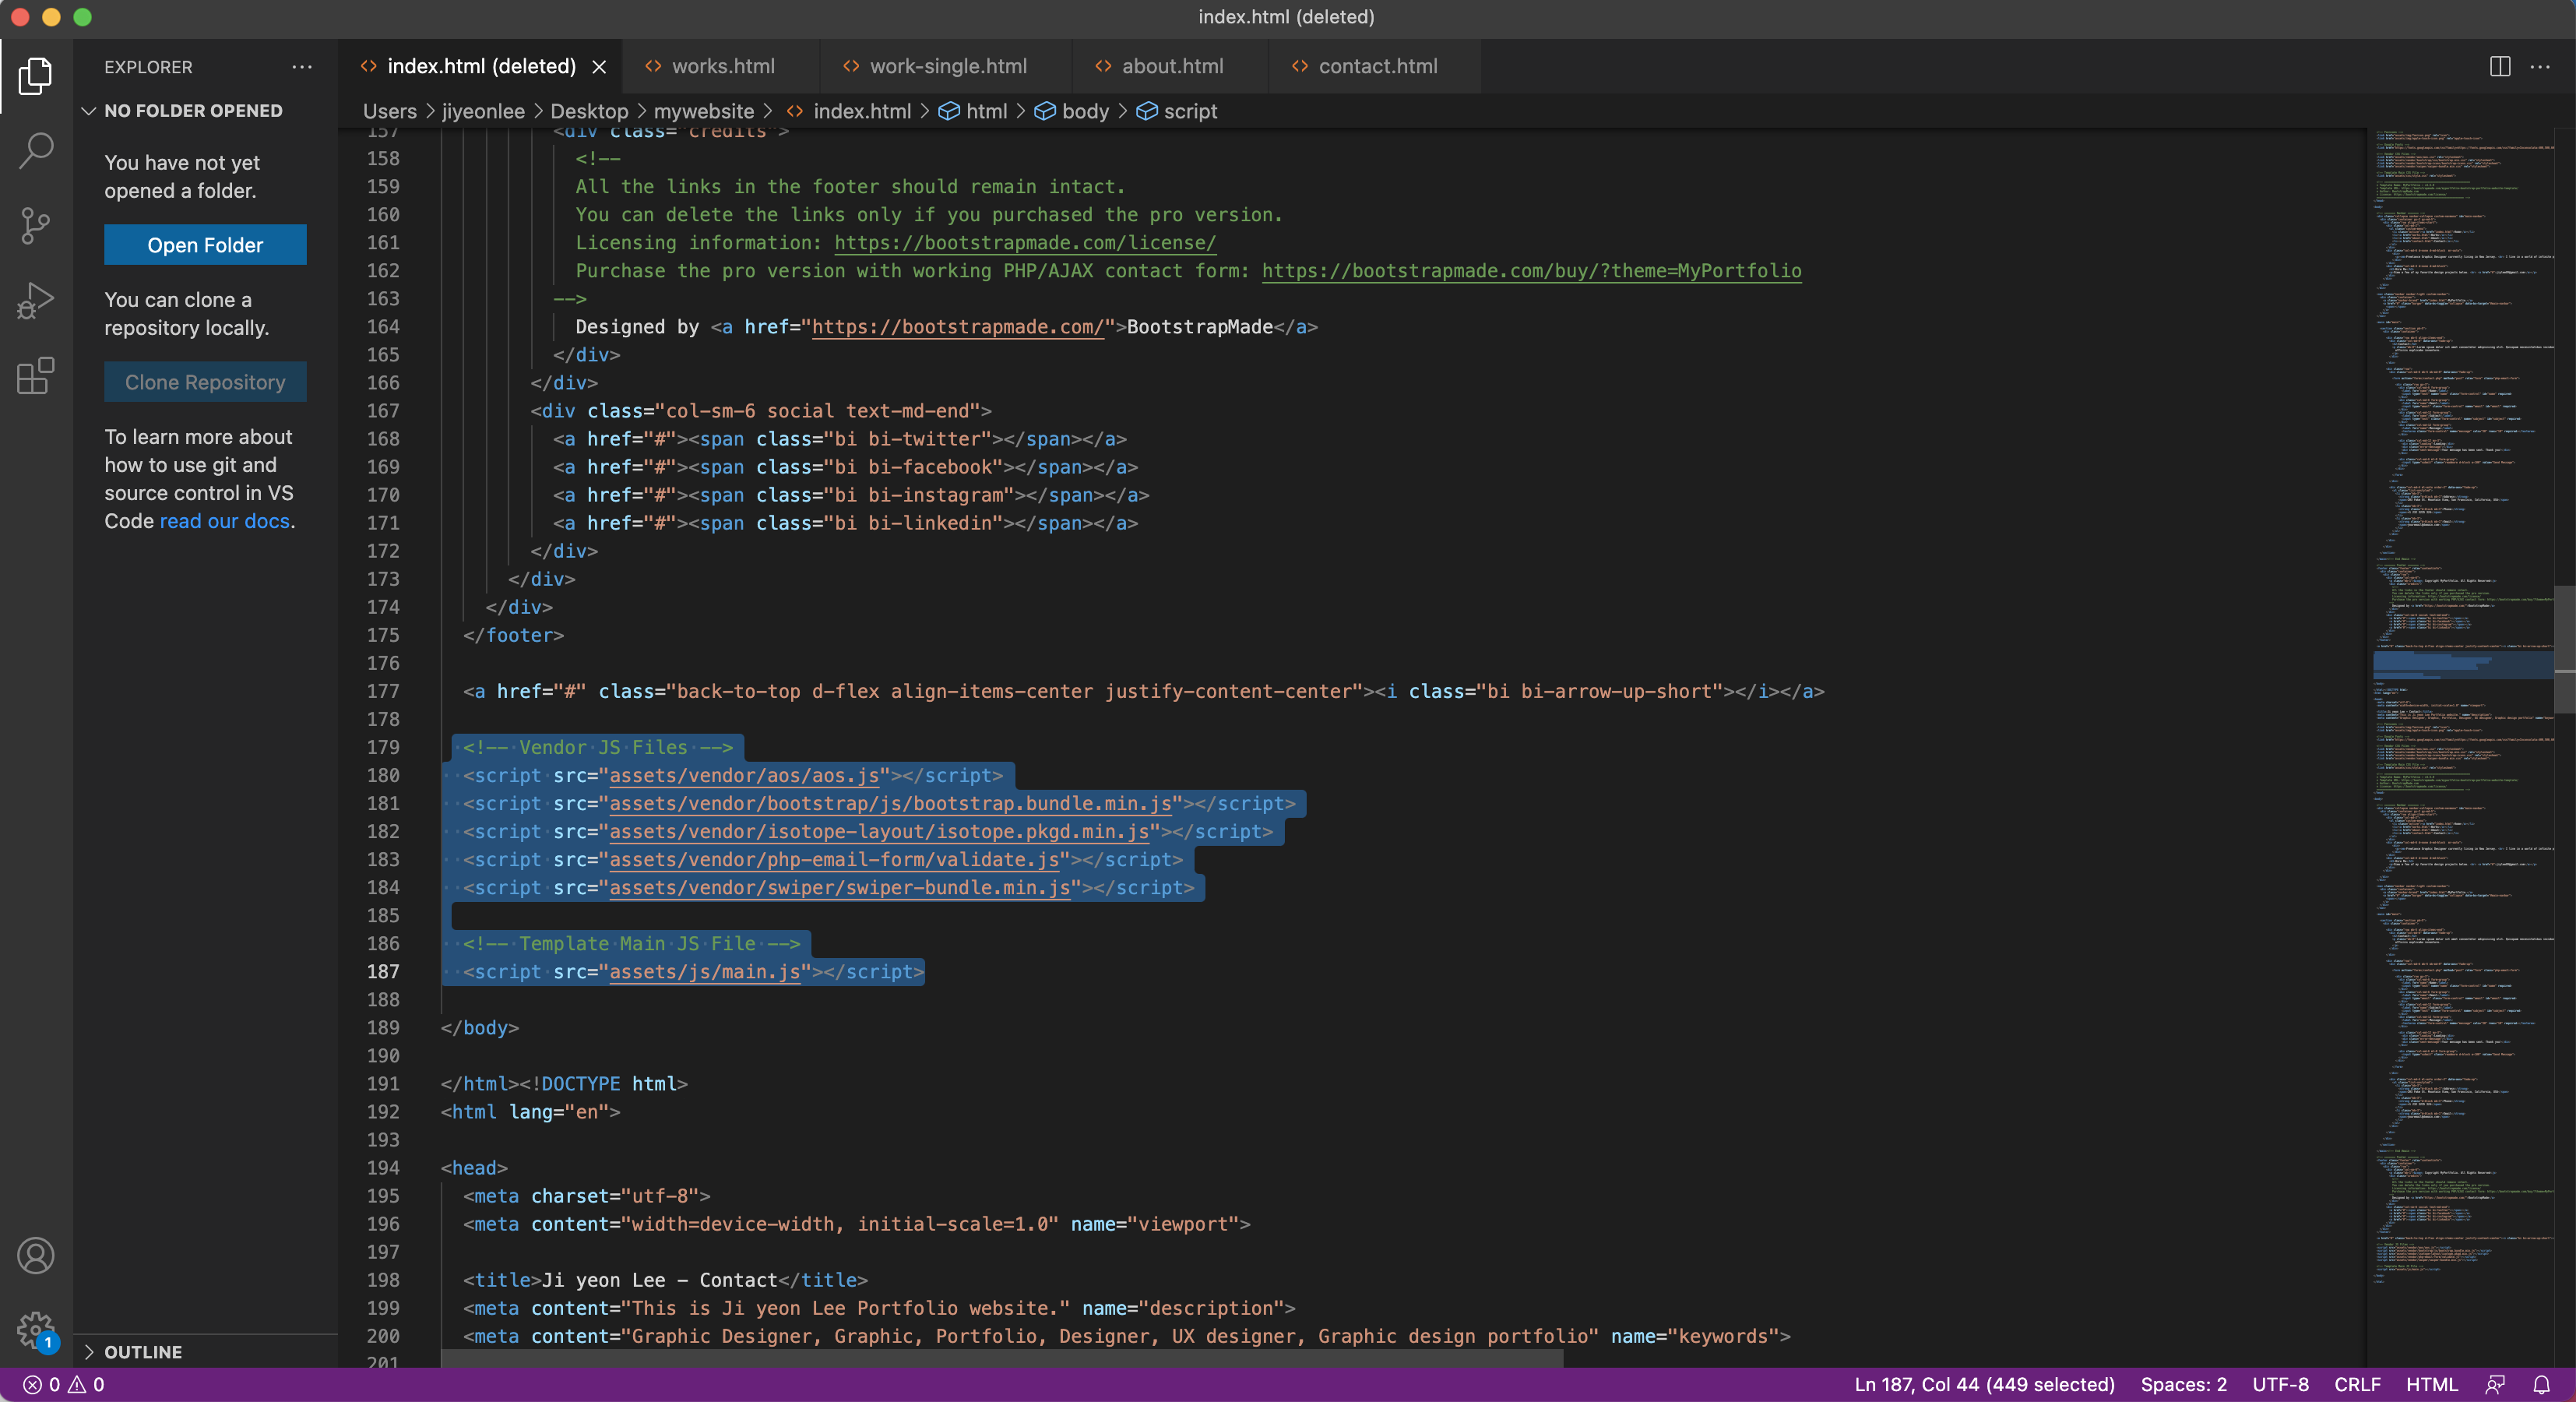 index.html (deleted)
EXPLORER
index.html (deleted)
works.html
work-single.html
about.html
contact.html
NO FOLDER OPENED
Users > jiyeonlee > Desktop > mywebsite > index.html > html > body > script
You have not yet
opened a folder.
Open Folder
You can clone a
repository locally.
Clone Repository
To learn more about
how to use git and
source control in VS
Code read our docs.
OUTLINE
1
157 <div class="credits">
158 <!--
159 All the links in the footer should remain intact.
160 You can delete the links only if you purchased the pro version.
161 Licensing information: https://bootstrapmade.com/license/
162 Purchase the pro version with working PHP/AJAX contact form: https://bootstrapmade.com/buy/?theme=MyPortfolio
163 -->
164 Designed by <a href="https://bootstrapmade.com/">BootstrapMade</a>
165 </div>
166 </div>
167 <div class="col-sm-6 social text-md-end">
168 <a href="#"><span class="bi bi-twitter"></span></a>
169 <a href="#"><span class="bi bi-facebook"></span></a>
170 <a href="#"><span class="bi bi-instagram"></span></a>
171 <a href="#"><span class="bi bi-linkedin"></span></a>
172 </div>
173 </div>
174 </div>
175 </footer>
176
177 <a href="#" class="back-to-top d-flex align-items-center justify-content-center"><i class="bi bi-arrow-up-short"></i></a>
178
179 <!-- Vendor JS Files -->
180 <script src="assets/vendor/aos/aos.js"></script>
181 <script src="assets/vendor/bootstrap/js/bootstrap.bundle.min.js"></script>
182 <script src="assets/vendor/isotope-layout/isotope.pkgd.min.js"></script>
183 <script src="assets/vendor/php-email-form/validate.js"></script>
184 <script src="assets/vendor/swiper/swiper-bundle.min.js"></script>
185
186 <!-- Template Main JS File -->
187 <script src="assets/js/main.js"></script>
188
189 </body>
190
191 </html><!DOCTYPE html>
192 <html lang="en">
193
194 <head>
195 <meta charset="utf-8">
196 <meta content="width=device-width, initial-scale=1.0" name="viewport">
197
198 <title>Ji yeon Lee – Contact</title>
199 <meta content="This is Ji yeon Lee Portfolio website." name="description">
200 <meta content="Graphic Designer, Graphic, Portfolio, Designer, UX designer, Graphic design portfolio" name="keywords">
201
0 0
Ln 187, Col 44 (449 selected) Spaces: 2 UTF-8 CRLF HTML